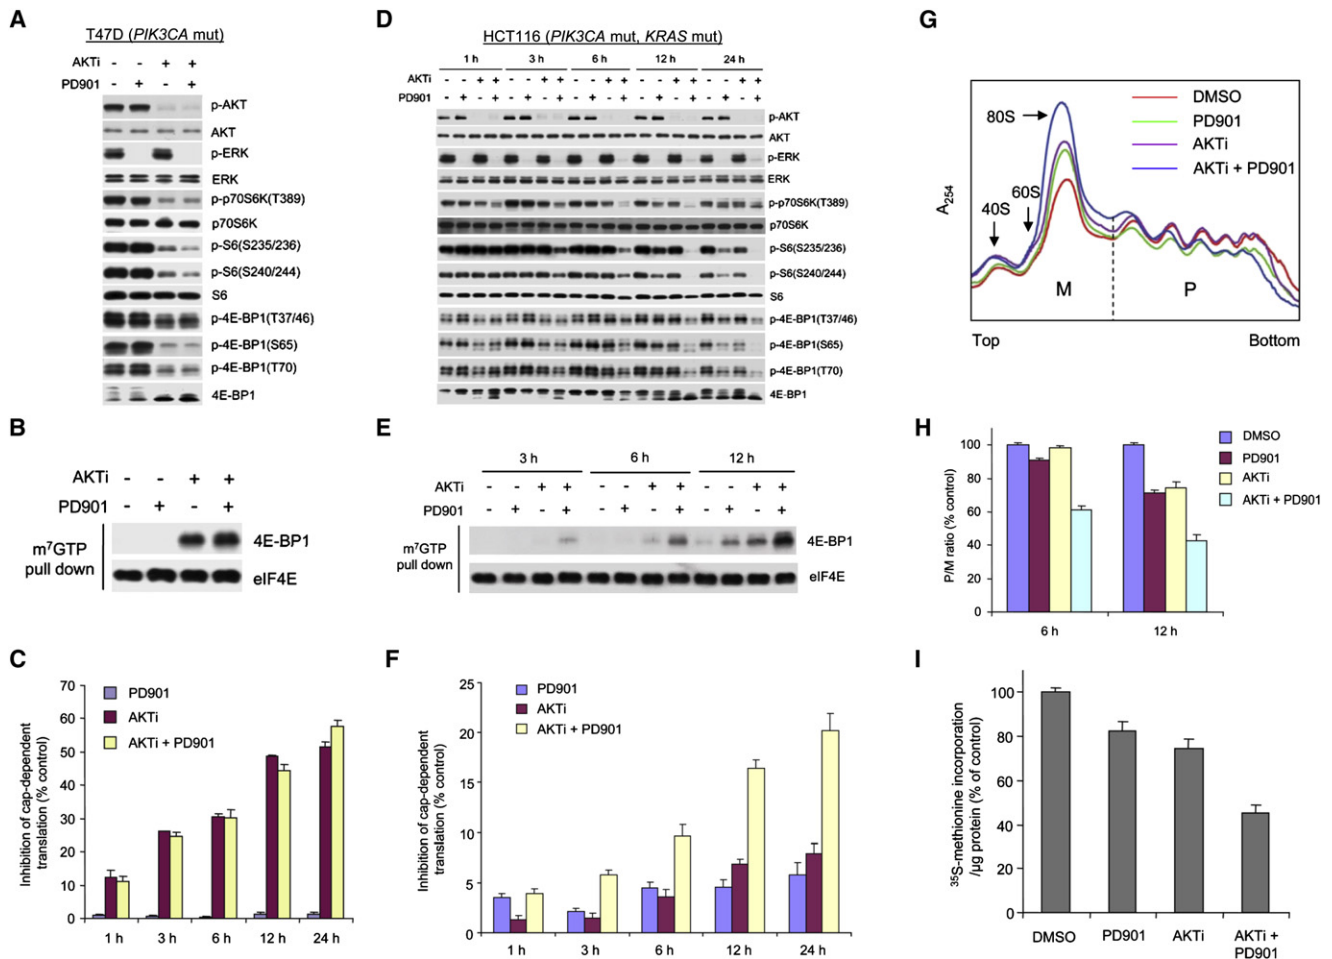 A
T47D (PIK3CA mut)
AKTi - - + +
PD901 - + - +
p-AKT
AKT
p-ERK
ERK
p-p70S6K(T389)
p70S6K
p-S6(S235/236)
p-S6(S240/244)
S6
p-4E-BP1(T37/46)
p-4E-BP1(S65)
p-4E-BP1(T70)
4E-BP1
B
AKTi - - + +
PD901 - + - +
m⁷GTP
pull down
4E-BP1
eIF4E
C
Inhibition of cap-dependent
translation (% control)
70
60
50
40
30
20
10
0
PD901
AKTi
AKTi + PD901
1 h 3 h 6 h 12 h 24 h
D
HCT116 (PIK3CA mut, KRAS mut)
1 h 3 h 6 h 12 h 24 h
AKTi - - + + - - + + - - + + - - + + - - + +
PD901 - + - + - + - + - + - + - + - + - + - +
p-AKT
AKT
p-ERK
ERK
p-p70S6K(T389)
p70S6K
p-S6(S235/236)
p-S6(S240/244)
S6
p-4E-BP1(T37/46)
p-4E-BP1(S65)
p-4E-BP1(T70)
4E-BP1
E
3 h 6 h 12 h
AKTi - - + + - - + + - - + +
PD901 - + - + - + - + - + - +
m⁷GTP
pull down
4E-BP1
eIF4E
F
Inhibition of cap-dependent
translation (% control)
25
20
15
10
5
0
PD901
AKTi
AKTi + PD901
1 h 3 h 6 h 12 h 24 h
G
A254
DMSO
PD901
AKTi
AKTi + PD901
80S
60S
40S
M P
Top Bottom
H
P/M ratio (% control)
100
80
60
40
20
0
DMSO
PD901
AKTi
AKTi + PD901
6 h 12 h
I
³⁵S-methionine incorporation
/µg protein (% of control)
100
80
60
40
20
0
DMSO PD901 AKTi AKTi +
PD901